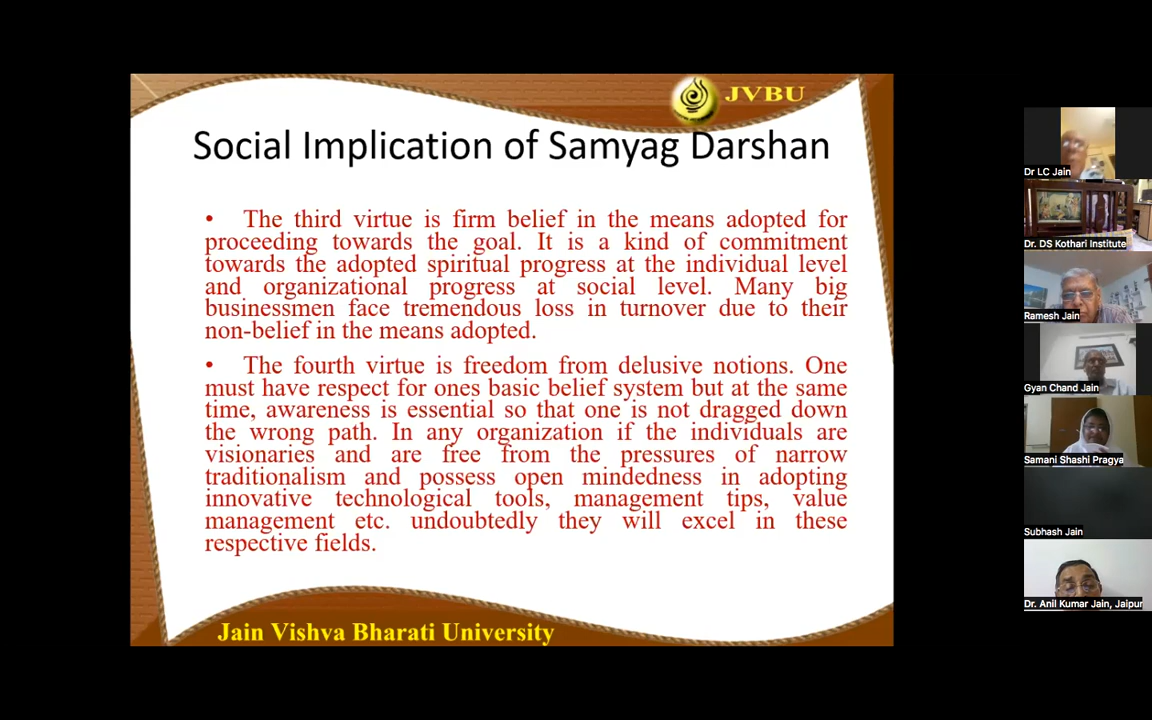 JVBU
Social Implication of Samyag Darshan
• The third virtue is firm belief in the means adopted for
proceeding towards the goal. It is a kind of commitment
towards the adopted spiritual progress at the individual level
and organizational progress at social level. Many big
businessmen face tremendous loss in turnover due to their
non-belief in the means adopted.
• The fourth virtue is freedom from delusive notions. One
must have respect for ones basic belief system but at the same
time, awareness is essential so that one is not dragged down
the wrong path. In any organization if the individuals are
visionaries and are free from the pressures of narrow
traditionalism and possess open mindedness in adopting
innovative technological tools, management tips, value
management etc. undoubtedly they will excel in these
respective fields.
Jain Vishva Bharati University
Dr LC Jain
Dr. DS Kothari Institute
Ramesh Jain
Gyan Chand Jain
Samani Shashi Pragya
Subhash Jain
Dr. Anil Kumar Jain, Jaipur